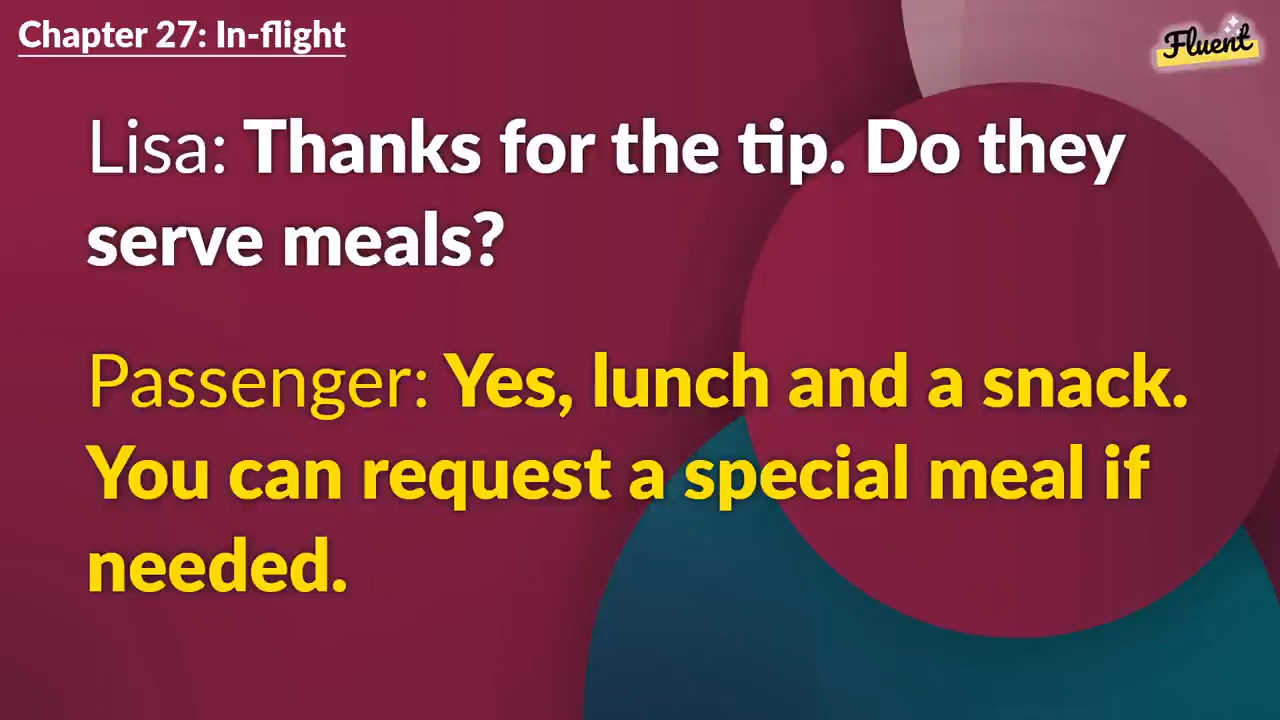 Chapter 27: In-flight
Fluent
Lisa: Thanks for the tip. Do they
serve meals?
Passenger: Yes, lunch and a snack.
You can request a special meal if
needed.